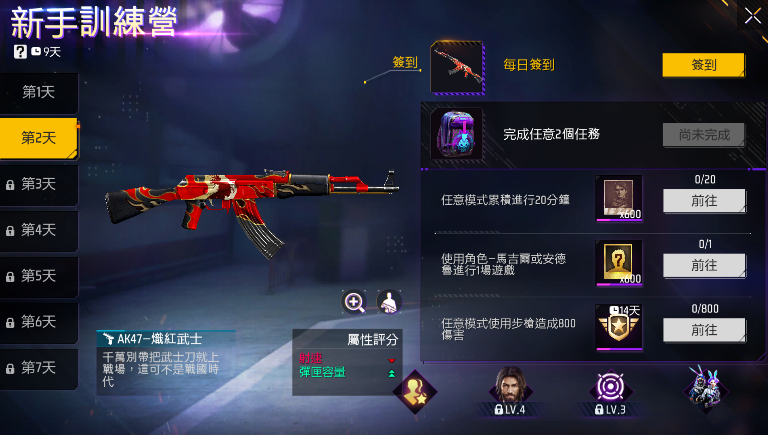 新手訓練營
? 9天
第1天
第2天
第3天
第4天
第5天
第6天
第7天
簽到
每日簽到
簽到
完成任意2個任務
尚未完成
任意模式累積進行20分鐘
x600
0/20
前往
使用角色-馬吉爾或安德
魯進行1場遊戲
x600
0/1
前往
任意模式使用步槍造成800
傷害
14天
0/800
前往
AK47-熾紅武士
千萬別帶把武士刀就上
戰場，這可不是戰國時
代
屬性評分
射速
彈匣容量
LV.4
LV.3